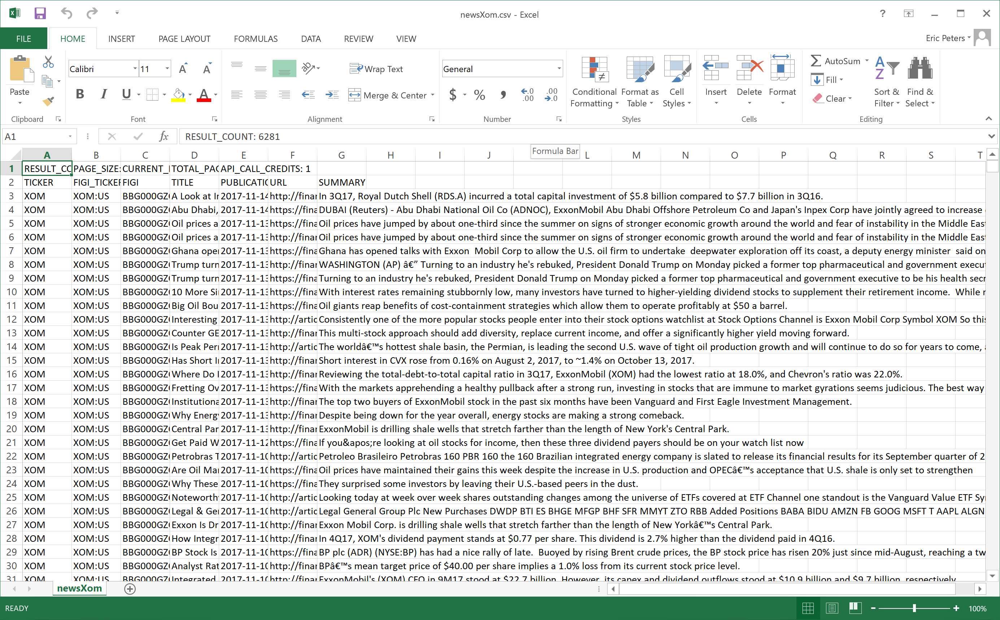 newsXom.csv - Excel
?
FILE HOME INSERT PAGE LAYOUT FORMULAS DATA REVIEW VIEW Eric Peters
Paste
Clipboard
Calibri 11
B I U A
Font
Wrap Text
Merge & Center
Alignment
General
$ % , .0 .00 .00 .0
Number
Conditional Formatting
Format as Table
Cell Styles
Styles
Insert Delete Format
Cells
AutoSum
Fill
Clear
Sort & Filter
Find & Select
Editing
A1 fx RESULT_COUNT: 6281
Formula Bar
A B C D E F G H I J L M N O P Q R S T
1 RESULT_CO PAGE_SIZE: CURRENT_ TOTAL_PAG API_CALL_CREDITS: 1
2 TICKER FIGI_TICKER FIGI TITLE PUBLICATIO URL SUMMARY
3 XOM XOM:US BBG000GZ A Look at In 2017-11-14 http://finan In 3Q17, Royal Dutch Shell (RDS.A) incurred a total capital investment of $5.8 billion compared to $7.7 billion in 3Q16.
4 XOM XOM:US BBG000GZ Abu Dhabi, 2017-11-14 https://fina DUBAI (Reuters) - Abu Dhabi National Oil Co (ADNOC), ExxonMobil Abu Dhabi Offshore Petroleum Co and Japan's Inpex Corp have jointly agreed to increase
5 XOM XOM:US BBG000GZ Oil prices a 2017-11-13 https://fina Oil prices have jumped by about one-third since the summer on signs of stronger economic growth around the world and fear of instability in the Middle Eas
6 XOM XOM:US BBG000GZ Oil prices a 2017-11-13 https://fina Oil prices have jumped by about one-third since the summer on signs of stronger economic growth around the world and fear of instability in the Middle Eas
7 XOM XOM:US BBG000GZ Ghana oper 2017-11-13 https://fina Ghana has opened talks with Exxon  Mobil Corp to allow the U.S. oil firm to undertake  deepwater exploration off its coast, a deputy energy minister  said on
8 XOM XOM:US BBG000GZ Trump turn 2017-11-13 http://finan WASHINGTON (AP) â€” Turning to an industry he's rebuked, President Donald Trump on Monday picked a former top pharmaceutical and government execu
9 XOM XOM:US BBG000GZ Trump turn 2017-11-13 https://fina Turning to an industry he's rebuked, President Donald Trump on Monday picked a former top pharmaceutical and government executive to be his health secr
10 XOM XOM:US BBG000GZ 10 More Si 2017-11-13 https://fina With interest rates remaining stubbornly low, many investors have turned to higher-yielding dividend stocks to supplement their retirement income.  While r
11 XOM XOM:US BBG000GZ Big Oil Bou 2017-11-13 https://fina Oil giants reap benefits of cost-containment strategies which allow them to operate profitably at $50 a barrel.
12 XOM XOM:US BBG000GZ Interesting 2017-11-13 http://artic Consistently one of the more popular stocks people enter into their stock options watchlist at Stock Options Channel is Exxon Mobil Corp Symbol XOM So this
13 XOM XOM:US BBG000GZ Counter GE 2017-11-13 http://finan This multi-stock approach should add diversity, replace current income, and offer a significantly higher yield moving forward.
14 XOM XOM:US BBG000GZ Is Peak Per 2017-11-13 http://artic The worldâ€™s hottest shale basin, the Permian, is leading the second U.S. wave of tight oil production growth and will continue to do so for years to come,
15 XOM XOM:US BBG000GZ Has Short I 2017-11-13 http://finan Short interest in CVX rose from 0.16% on August 2, 2017, to ~1.4% on October 13, 2017.
16 XOM XOM:US BBG000GZ Where Do 2017-11-13 http://finan Reviewing the total-debt-to-total capital ratio in 3Q17, ExxonMobil (XOM) had the lowest ratio at 18.0%, and Chevron's ratio was 22.0%.
17 XOM XOM:US BBG000GZ Fretting Ov 2017-11-13 https://fina With the markets apprehending a healthy pullback after a strong run, investing in stocks that are immune to market gyrations seems judicious. The best way
18 XOM XOM:US BBG000GZ Institutiona 2017-11-13 http://finan The top two buyers of ExxonMobil stock in the past six months have been Vanguard and First Eagle Investment Management.
19 XOM XOM:US BBG000GZ Why Energy 2017-11-13 http://finan Despite being down for the year overall, energy stocks are making a strong comeback.
20 XOM XOM:US BBG000GZ Central Par 2017-11-13 http://finan ExxonMobil is drilling shale wells that stretch farther than the length of New York's Central Park.
21 XOM XOM:US BBG000GZ Get Paid W 2017-11-12 https://fina If you&apos;re looking at oil stocks for income, then these three dividend payers should be on your watch list now
22 XOM XOM:US BBG000GZ Petrobras T 2017-11-10 http://artic Petroleo Brasileiro Petrobras 160 PBR 160 the 160 Brazilian integrated energy company is slated to release its financial results for its September quarter of 2
23 XOM XOM:US BBG000GZ Are Oil Mar 2017-11-10 https://fina Oil prices have maintained their gains this week despite the increase in U.S. production and OPECâ€™s acceptance that U.S. shale is only set to strengthen
24 XOM XOM:US BBG000GZ Why These 2017-11-10 https://fina They surprised some investors by leaving their U.S.-based peers in the dust.
25 XOM XOM:US BBG000GZ Noteworth 2017-11-10 http://artic Looking today at week over week shares outstanding changes among the universe of ETFs covered at ETF Channel one standout is the Vanguard Value ETF Sy
26 XOM XOM:US BBG000GZ Legal & Ge 2017-11-10 http://artic Legal General Group Plc New Purchases DWDP BTI ES BHGE MFGP BHF SFR MMYT ZTO RBB Added Positions BABA BIDU AMZN FB GOOG MSFT T AAPL ALGN
27 XOM XOM:US BBG000GZ Exxon Is Dr 2017-11-10 http://finan Exxon Mobil Corp. is drilling shale wells that stretch farther than the length of New Yorkâ€™s Central Park.
28 XOM XOM:US BBG000GZ How Integr 2017-11-10 http://finan In 4Q17, XOM's dividend payment stands at $0.77 per share. This dividend is 2.7% higher than the dividend paid in 4Q16.
29 XOM XOM:US BBG000GZ BP Stock Is 2017-11-10 https://fina BP plc (ADR) (NYSE:BP) has had a nice rally of late.  Buoyed by rising Brent crude prices, the BP stock price has risen 20% just since mid-August, reaching a tw
30 XOM XOM:US BBG000GZ Analyst Rat 2017-11-10 http://finan BPâ€™s mean target price of $40.00 per share implies a 1.0% loss from its current stock price level.
31 XOM XOM:US BBG000GZ Integrated 2017-11-10 http://finan ExxonMobil's (XOM) CFO in 9M17 stood at $22.7 billion. However, its capex and dividend outflows stood at $10.9 billion and $9.7 billion, respectively
newsXom
READY 100%